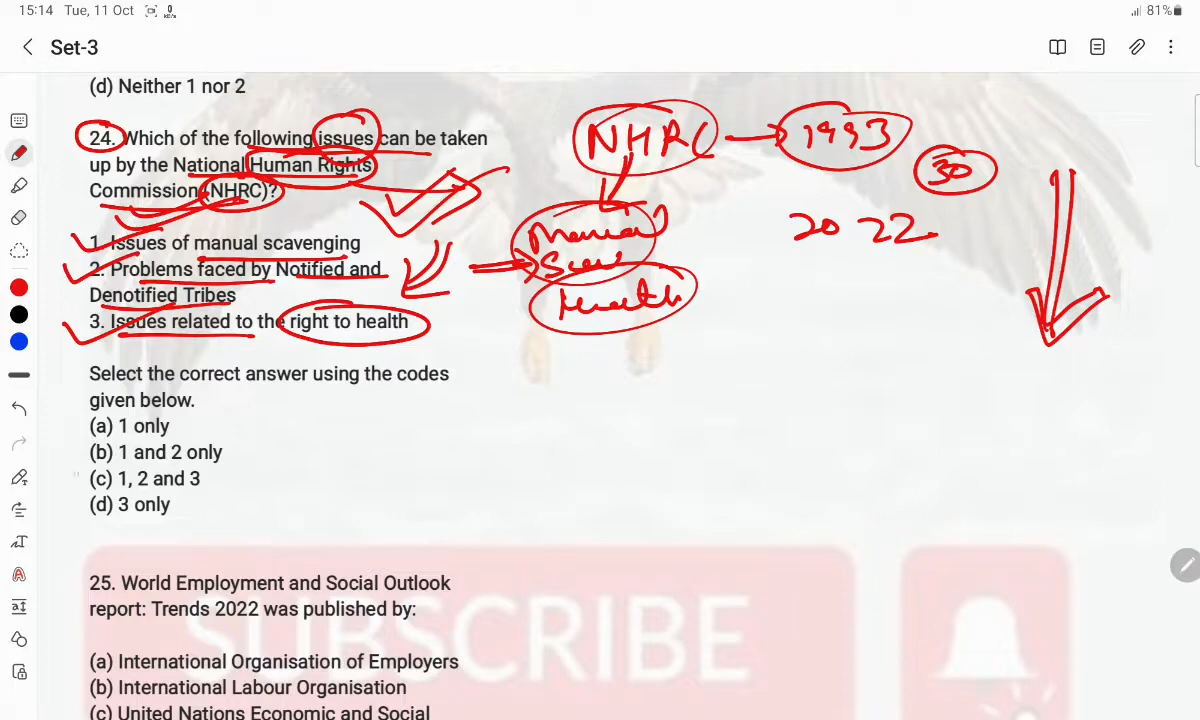 15:14 Tue, 11 Oct
81%
Set-3
(d) Neither 1 nor 2
24. Which of the following issues can be taken
up by the National Human Rights
Commission (NHRC)?
1. Issues of manual scavenging
2. Problems faced by Notified and
Denotified Tribes
3. Issues related to the right to health
Select the correct answer using the codes
given below.
(a) 1 only
(b) 1 and 2 only
(c) 1, 2 and 3
(d) 3 only
NHRC → 1993
30
2022
Manual
Health
25. World Employment and Social Outlook
report: Trends 2022 was published by:
(a) International Organisation of Employers
(b) International Labour Organisation
(c) United Nations Economic and Social
SUBSCRIBE